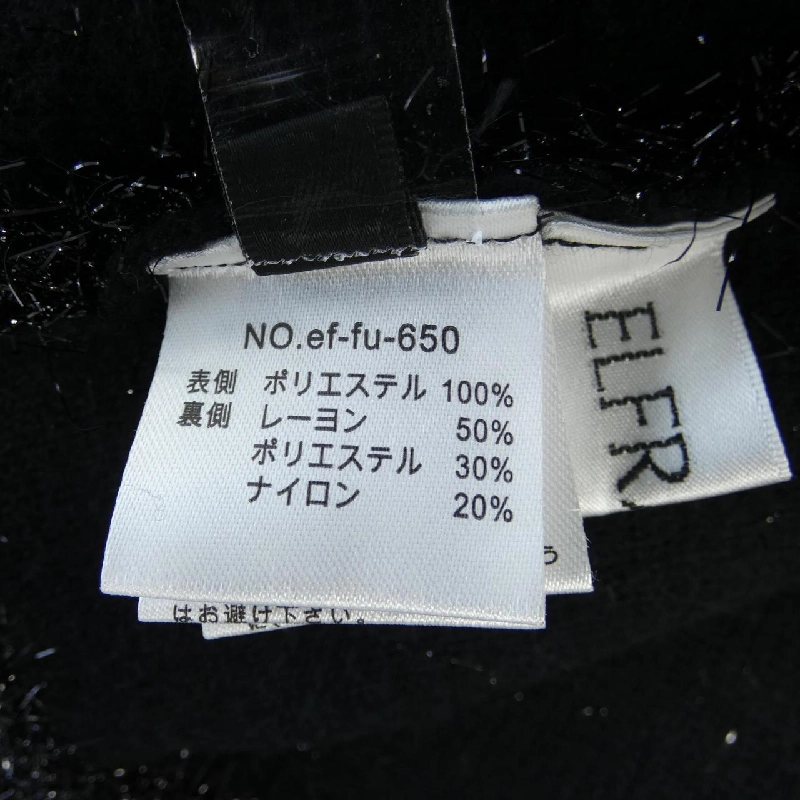 NO.ef-fu-650
表側 ポリエステル 100%
裏側 レーヨン 50%
ポリエステル 30%
ナイロン 20%
はお避け下さい。
う
ELFR